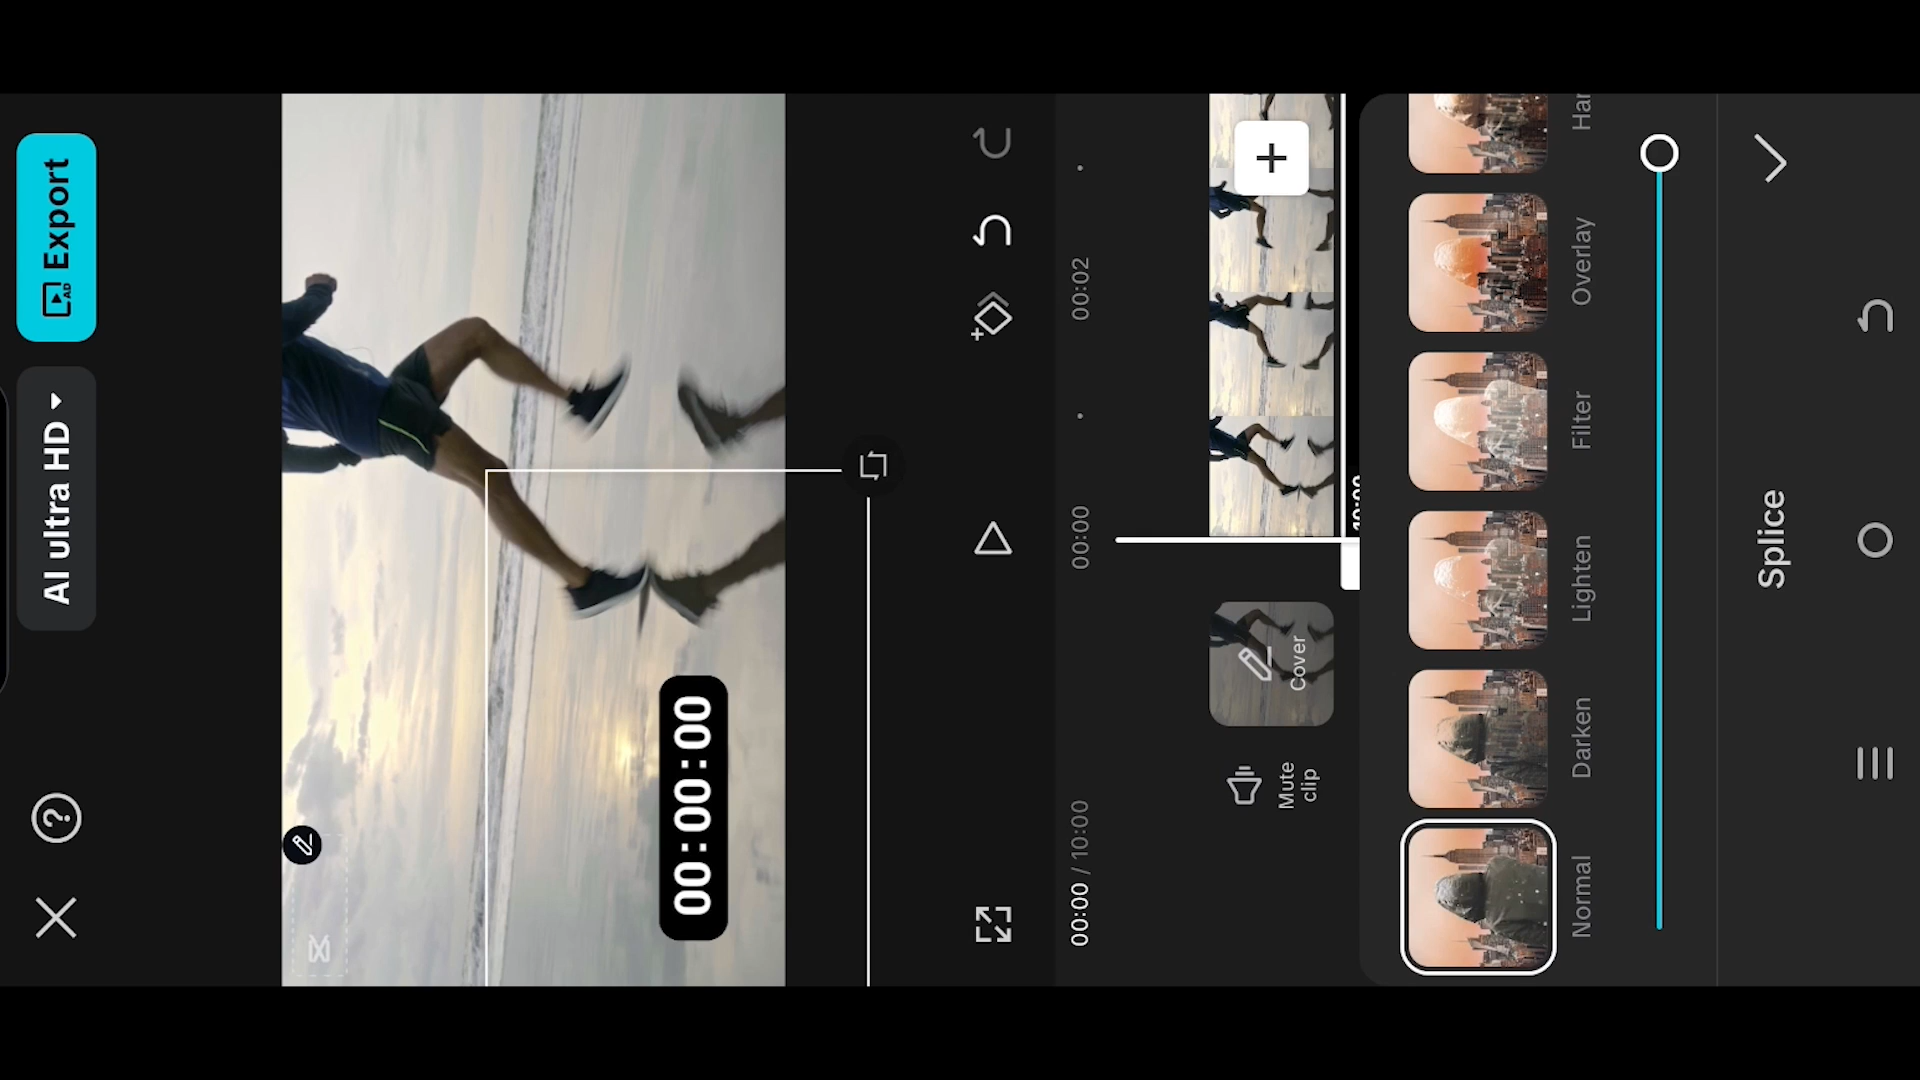 AI ultra HD
AD
Export
00:00:00
00:00 / 10:00
00:00
00:02
Mute
clip
Cover
Normal
Darken
Lighten
Filter
Overlay
Splice